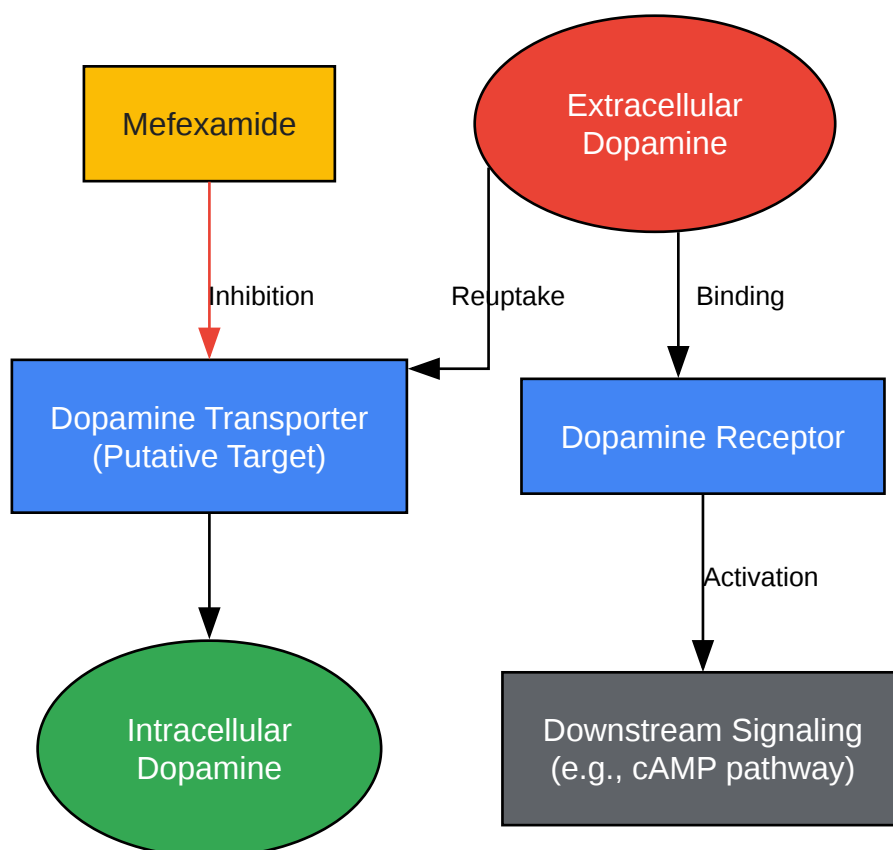 Mefexamide
Extracellular
Dopamine
Inhibition
Reuptake
Binding
Dopamine Transporter
(Putative Target)
Dopamine Receptor
Activation
Intracellular
Dopamine
Downstream Signaling
(e.g., cAMP pathway)